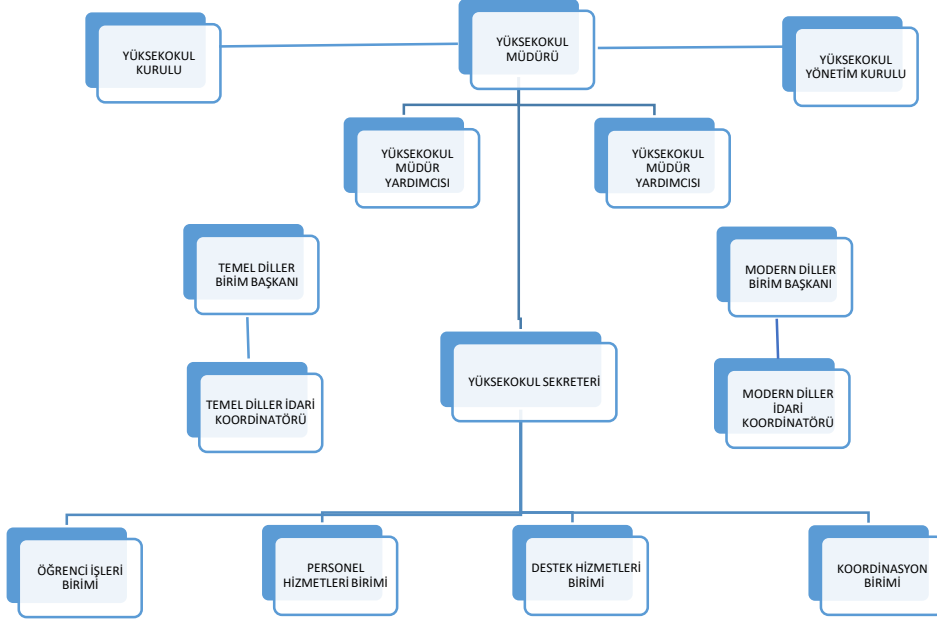 YÜKSEKOKUL
KURULU
YÜKSEKOKUL
MÜDÜRÜ
YÜKSEKOKUL
YÖNETİM KURULU
YÜKSEKOKUL
MÜDÜR
YARDIMCISI
YÜKSEKOKUL
MÜDÜR
YARDIMCISI
TEMEL DİLLER
BİRİM BAŞKANI
MODERN DİLLER
BİRİM BAŞKANI
TEMEL DİLLER İDARİ
KOORDİNATÖRÜ
YÜKSEKOKUL SEKRETERİ
MODERN DİLLER
İDARİ
KOORDİNATÖRÜ
ÖĞRENCİ İŞLERİ
BİRİMİ
PERSONEL
HİZMETLERİ BİRİMİ
DESTEK HİZMETLERİ
BİRİMİ
KOORDİNASYON
BİRİMİ